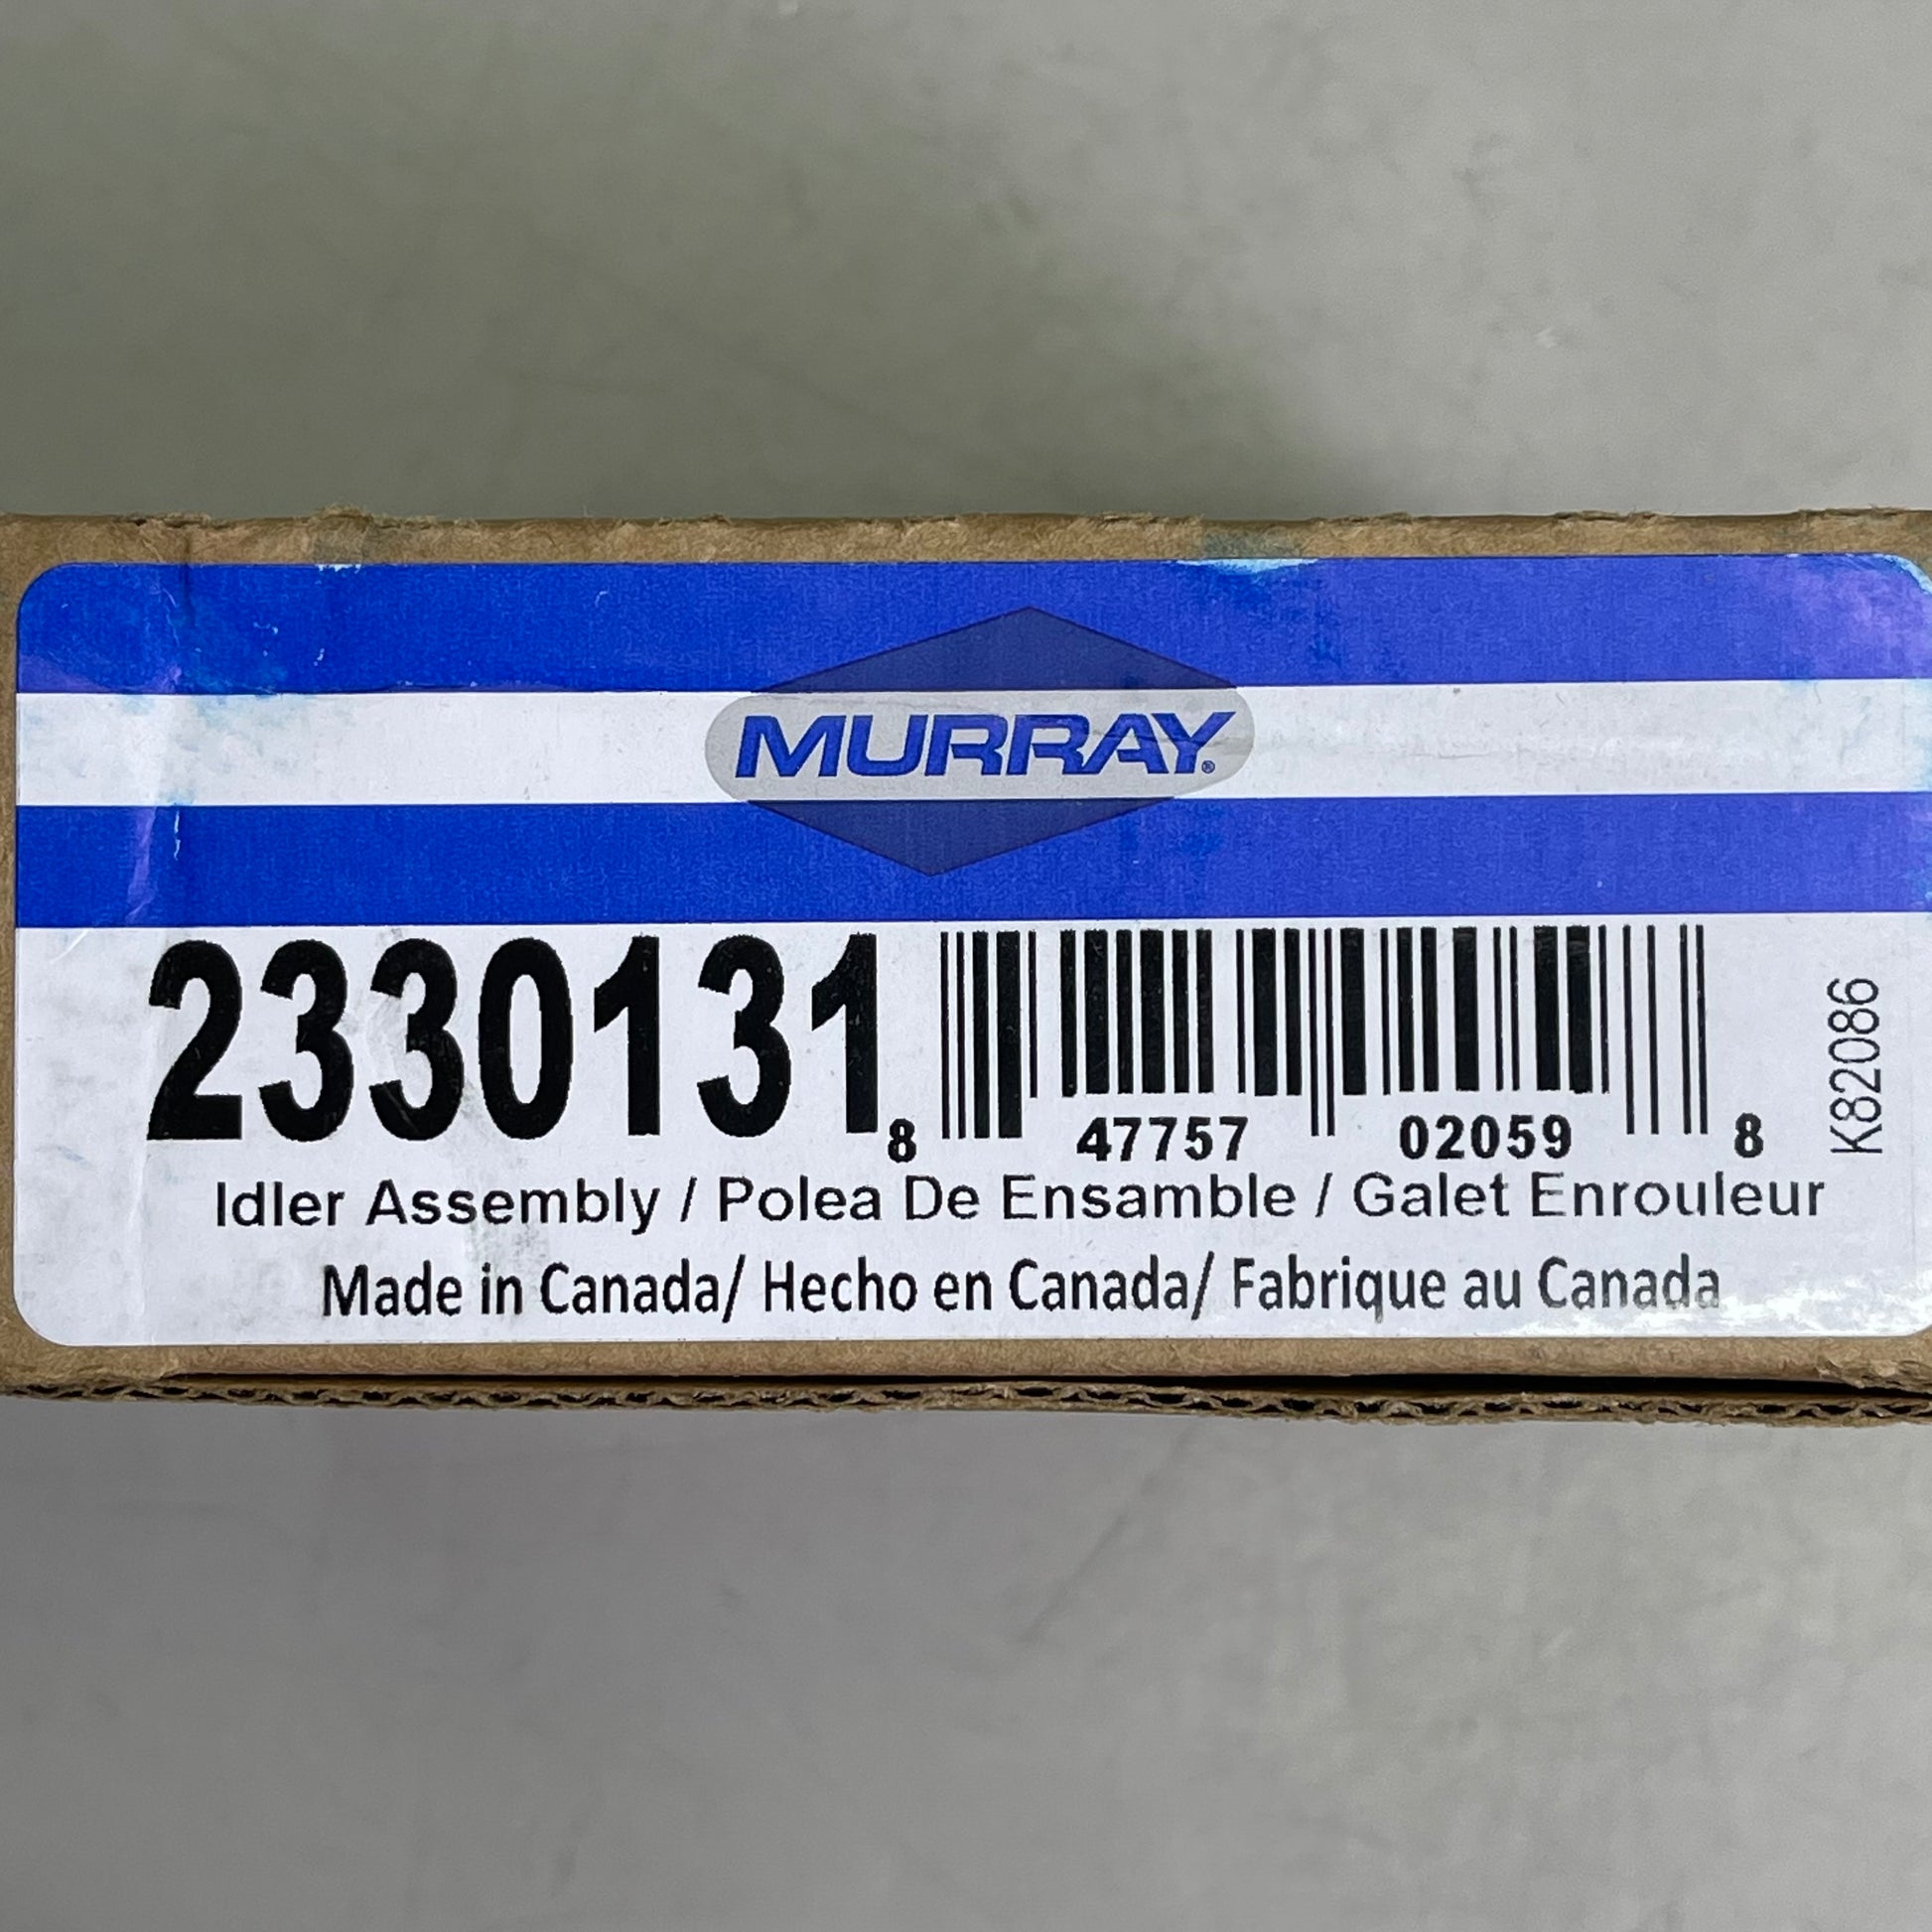 MURRAY®
2330131
8 47757 02059 8
K82086
Idler Assembly / Polea De Ensamble / Galet Enrouleur
Made in Canada/ Hecho en Canada/ Fabrique au Canada